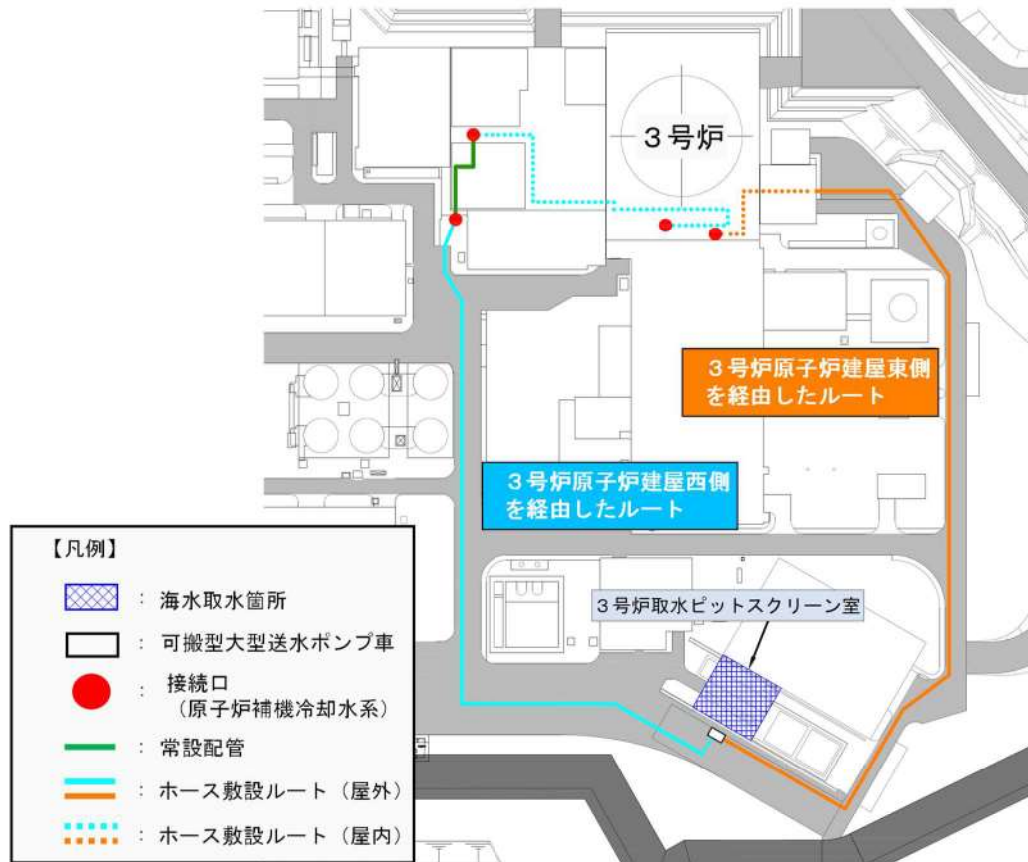 3号炉
3号炉原子炉建屋東側
を経由したルート
3号炉原子炉建屋西側
を経由したルート
3号炉取水ピットスクリーン室
【凡例】
: 海水取水箇所
: 可搬型大型送水ポンプ車
: 接続口
(原子炉補機冷却水系)
: 常設配管
: ホース敷設ルート(屋外)
: ホース敷設ルート(屋内)